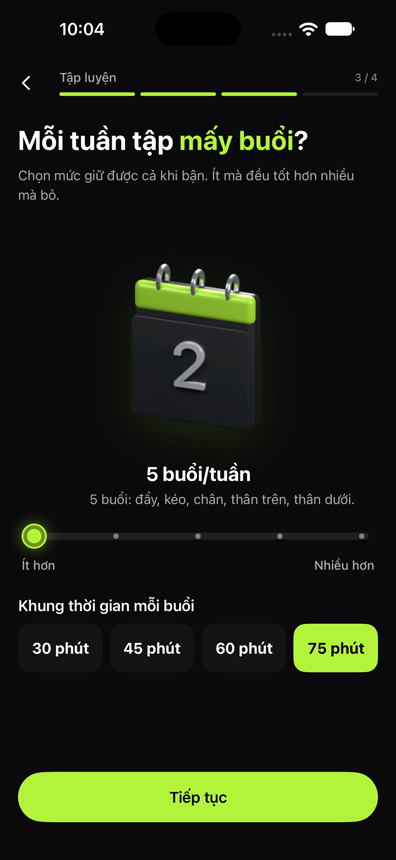 10:04
Tập luyện
3 / 4
Mỗi tuần tập mấy buổi?
Chọn mức giữ được cả khi bận. Ít mà đều tốt hơn nhiều
mà bỏ.
2
5 buổi/tuần
5 buổi: đẩy, kéo, chân, thân trên, thân dưới.
Ít hơn
Nhiều hơn
Khung thời gian mỗi buổi
30 phút
45 phút
60 phút
75 phút
Tiếp tục